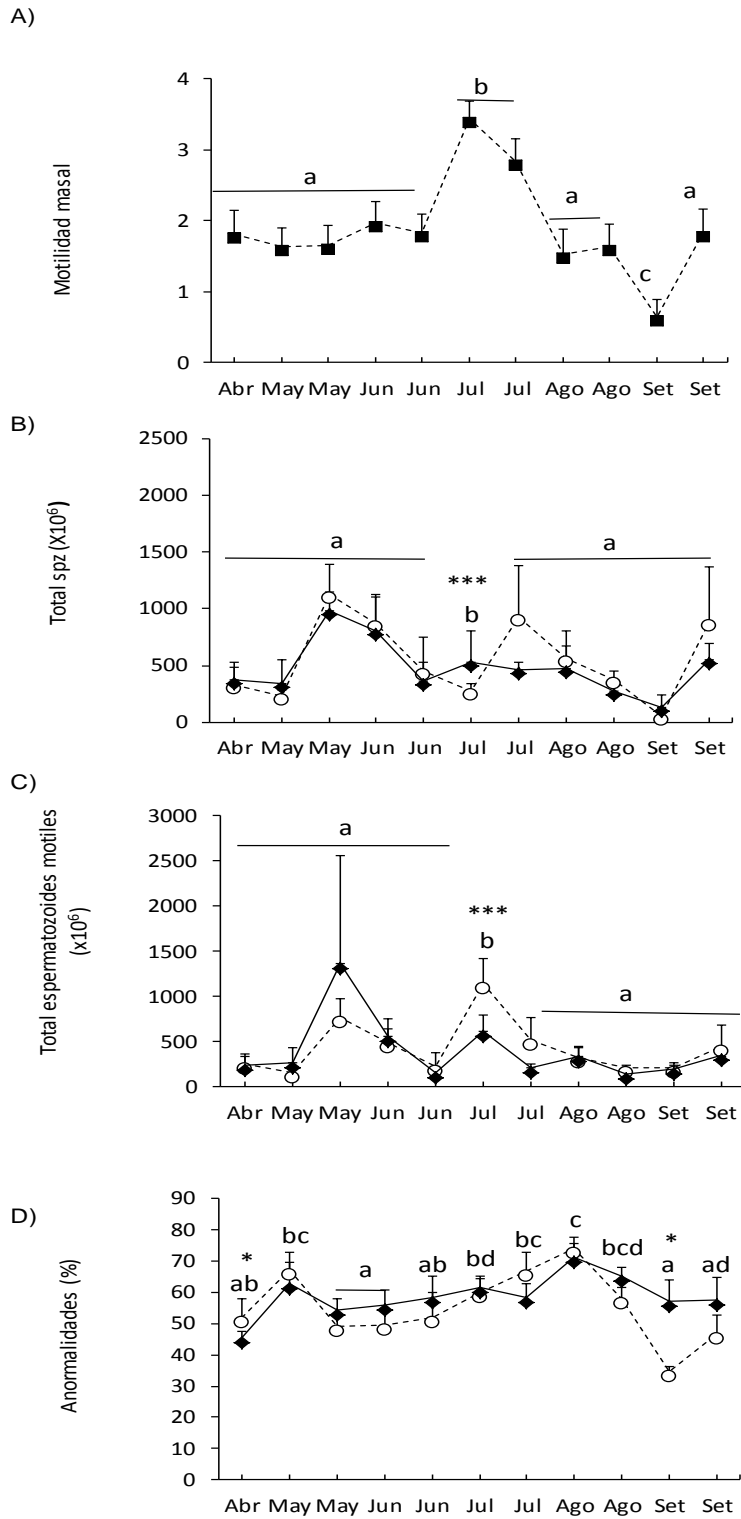 A)
4
3
2
1
0
Motilidad masal
a
b
a
c
a
Abr May May Jun Jun Jul Jul Ago Ago Set Set
B)
2500
2000
1500
1000
500
0
Total spz (X10⁶)
a
***
b
a
Abr May May Jun Jun Jul Jul Ago Ago Set Set
C)
3000
2500
2000
1500
1000
500
0
Total espermatozoides motiles
(x10⁶)
a
***
b
a
Abr May May Jun Jun Jul Jul Ago Ago Set Set
D)
90
80
70
60
50
40
30
20
10
0
Anormalidades (%)
*
ab
bc
a
ab
bd
bc
c
bcd
*
a
ad
Abr May May Jun Jun Jul Jul Ago Ago Set Set